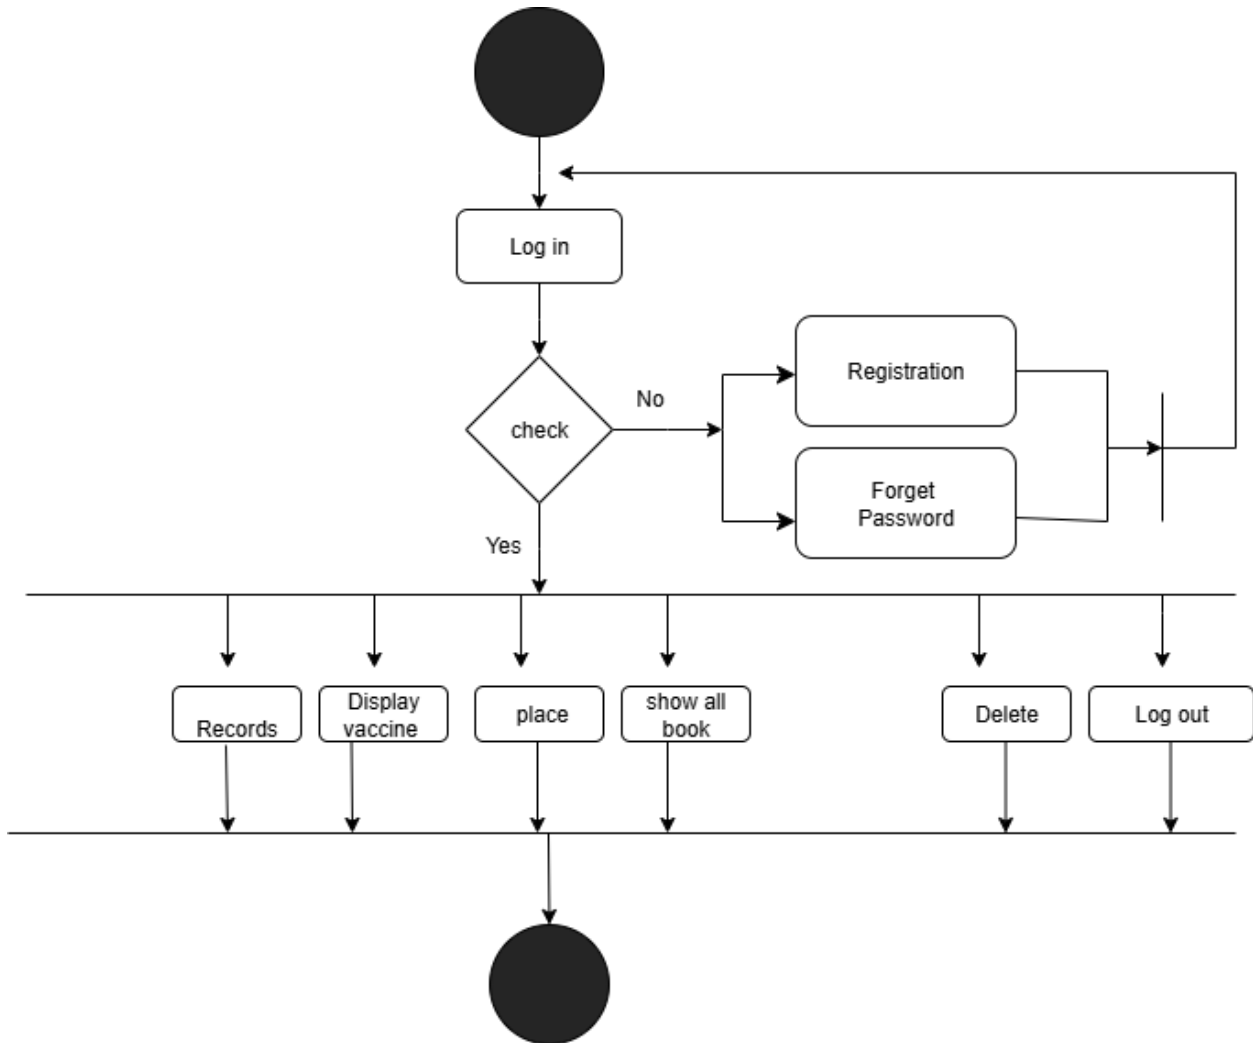 Log in
check
No
Registration
Forget
Password
Yes
Records
Display
vaccine
place
show all
book
Delete
Log out